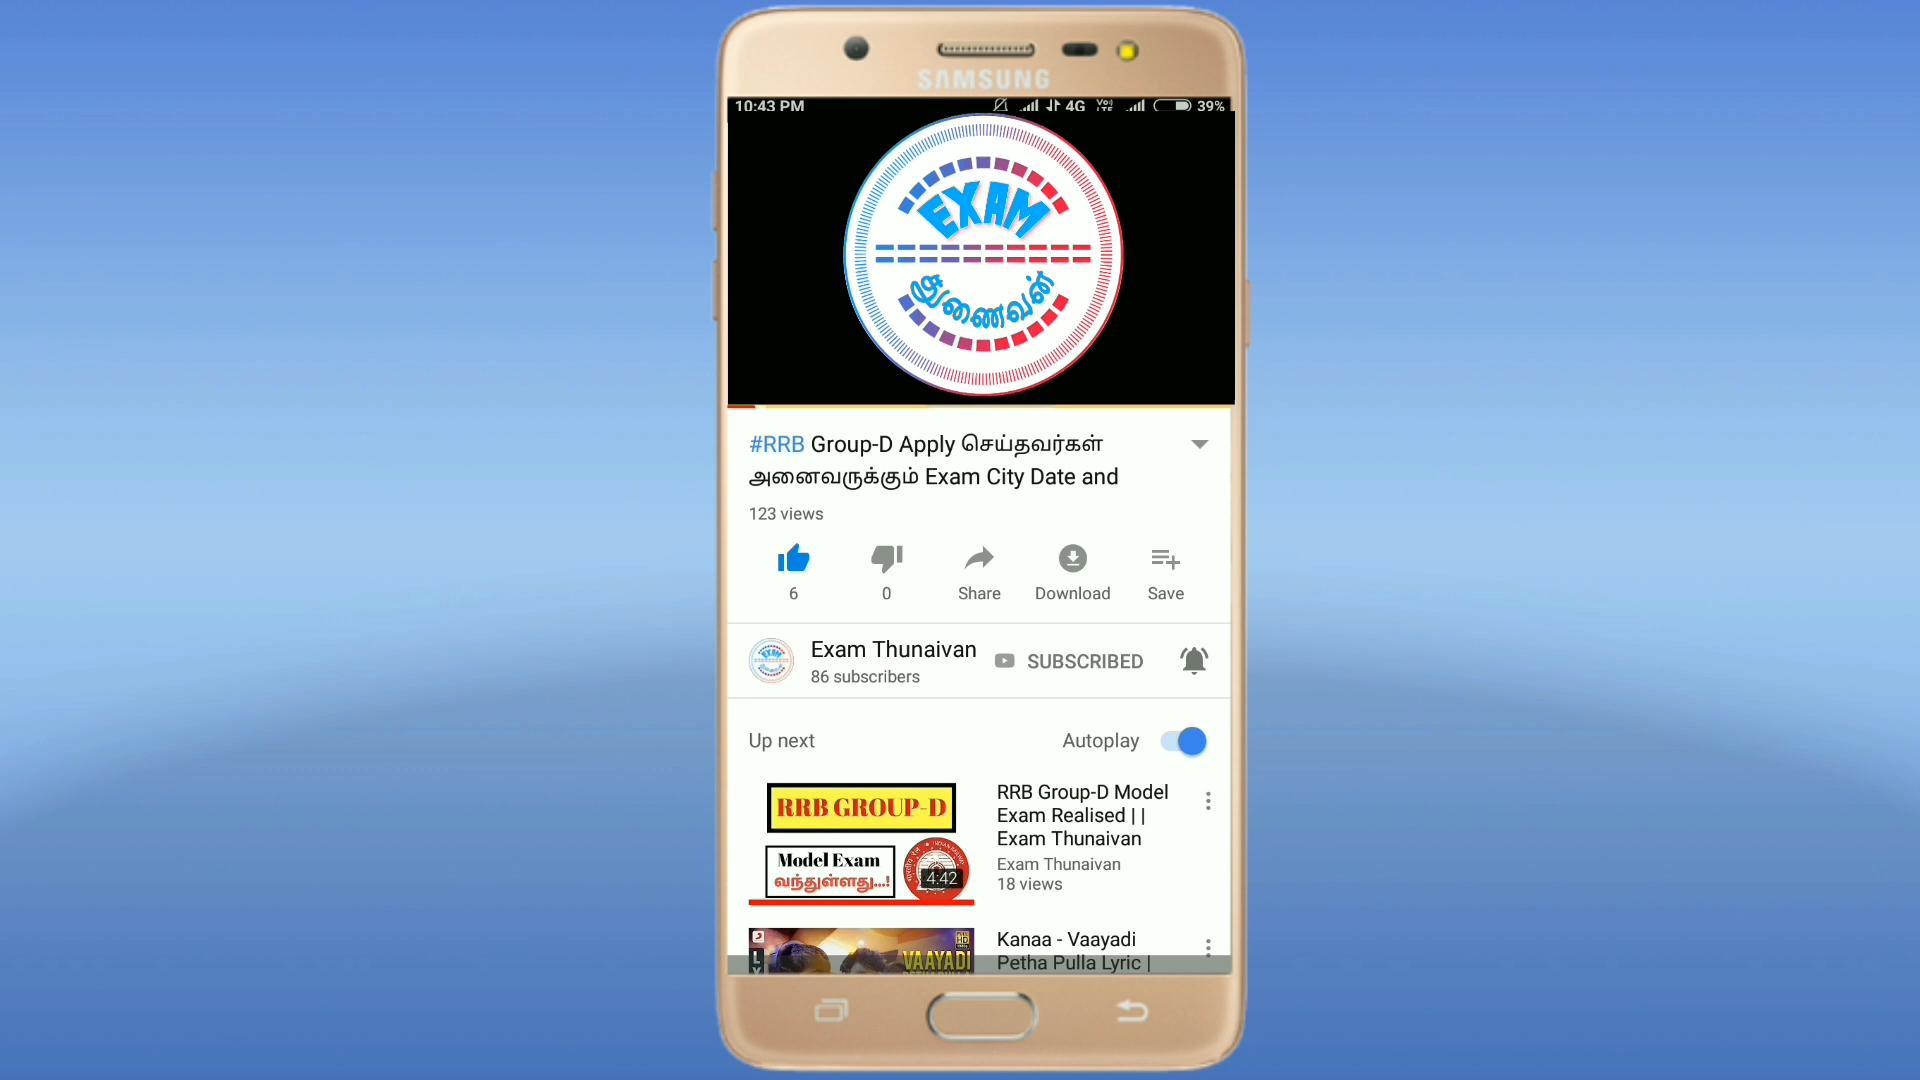 SAMSUNG
10:43 PM 4G VoLTE 39%
EXAM
துணைவன்
#RRB Group-D Apply செய்தவர்கள்
அனைவருக்கும் Exam City Date and
123 views
6 0 Share Download Save
Exam Thunaivan
86 subscribers
SUBSCRIBED
Up next
Autoplay
RRB GROUP-D
Model Exam
வந்துள்ளது...!
4:42
RRB Group-D Model
Exam Realised | |
Exam Thunaivan
Exam Thunaivan
18 views
VAAYADI
HD
Kanaa - Vaayadi
Petha Pulla Lyric |